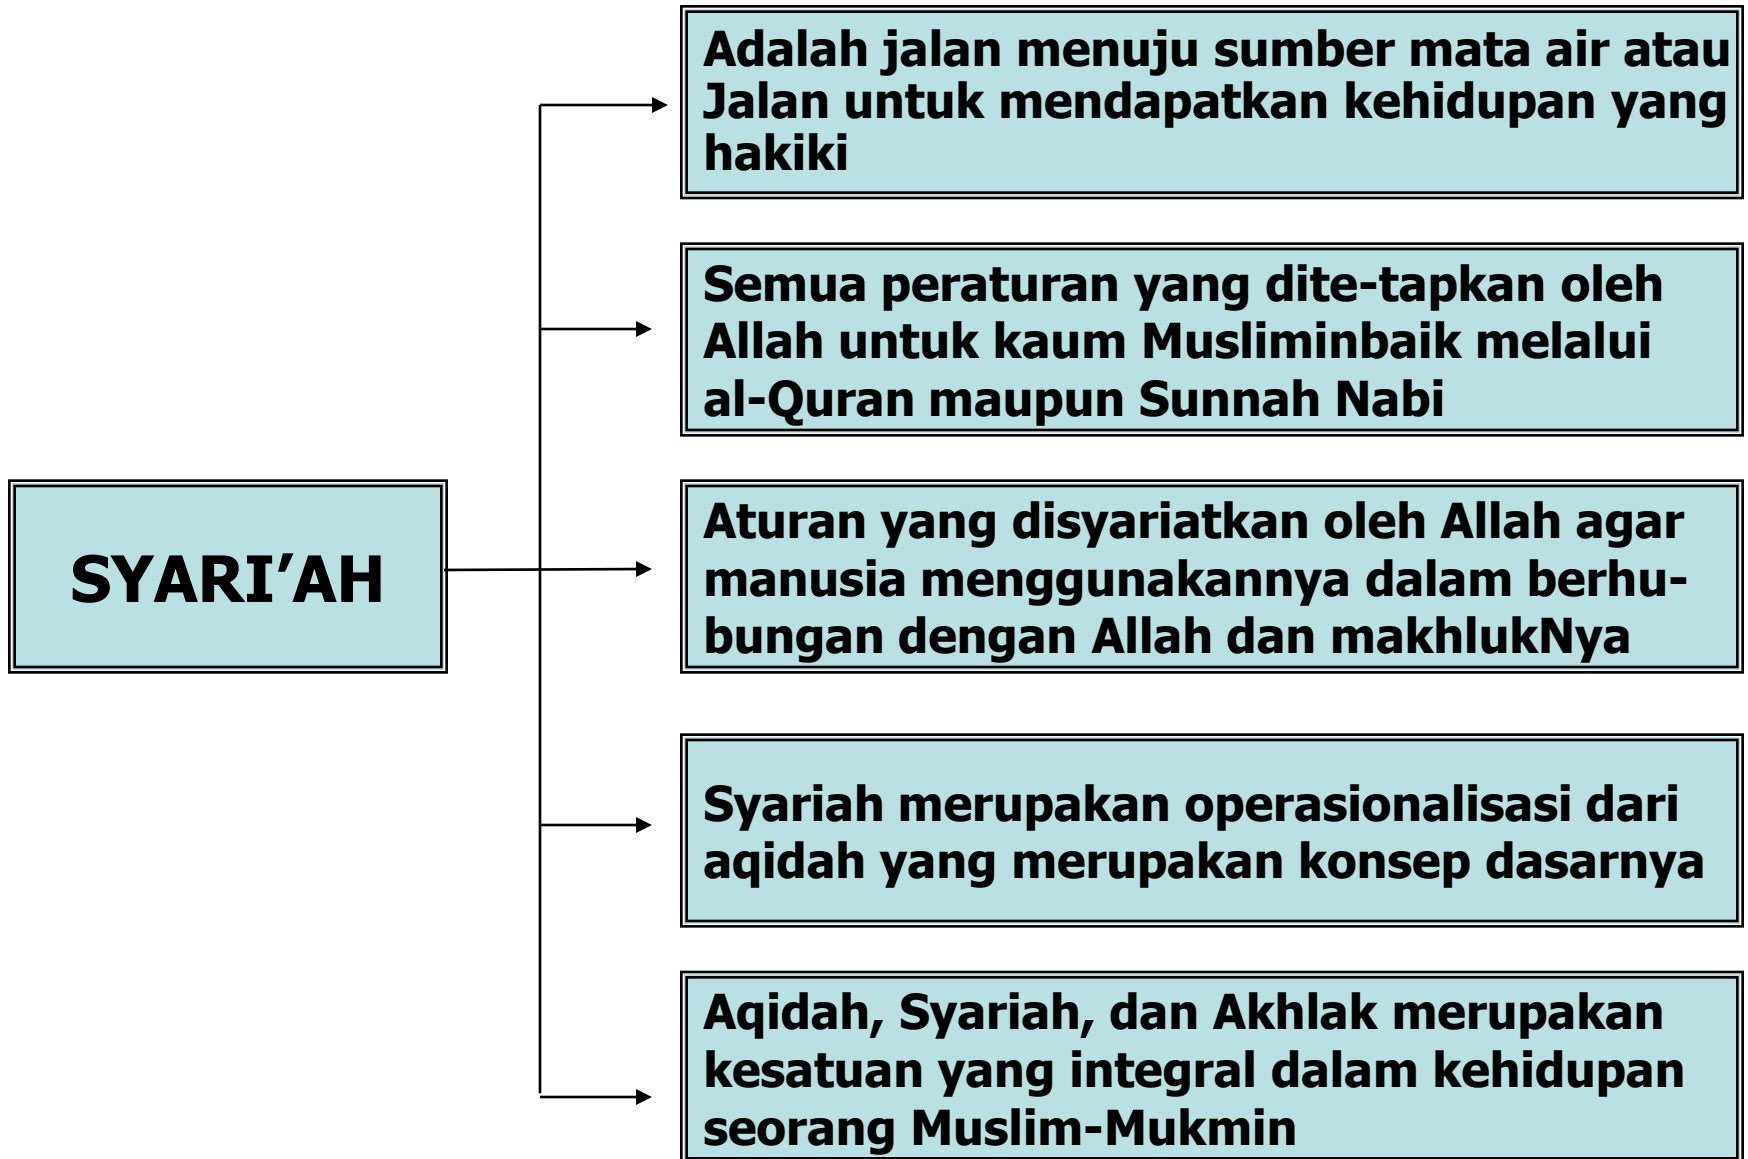 Adalah jalan menuju sumber mata air atau
Jalan untuk mendapatkan kehidupan yang
hakiki
Semua peraturan yang dite-tapkan oleh
Allah untuk kaum Musliminbaik melalui
al-Quran maupun Sunnah Nabi
SYARI’AH
Aturan yang disyariatkan oleh Allah agar
manusia menggunakannya dalam berhu-
bungan dengan Allah dan makhlukNya
Syariah merupakan operasionalisasi dari
aqidah yang merupakan konsep dasarnya
Aqidah, Syariah, dan Akhlak merupakan
kesatuan yang integral dalam kehidupan
seorang Muslim-Mukmin